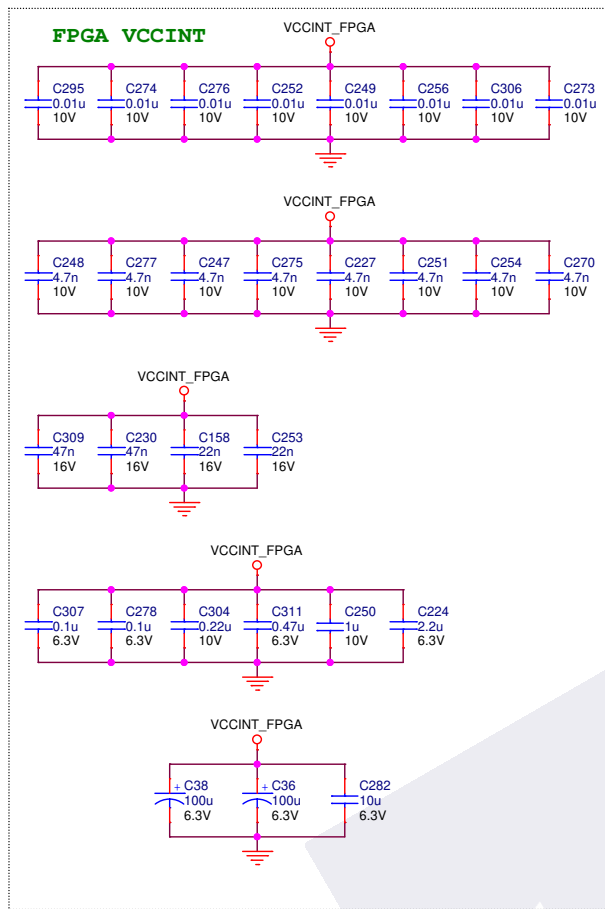 FPGA VCCINT
VCCINT_FPGA
C295 C274 C276 C252 C249 C256 C306 C273
0.01u 0.01u 0.01u 0.01u 0.01u 0.01u 0.01u 0.01u
10V 10V 10V 10V 10V 10V 10V 10V
VCCINT_FPGA
C248 C277 C247 C275 C227 C251 C254 C270
4.7n 4.7n 4.7n 4.7n 4.7n 4.7n 4.7n 4.7n
10V 10V 10V 10V 10V 10V 10V 10V
VCCINT_FPGA
C309 C230 C158 C253
47n 47n 22n 22n
16V 16V 16V 16V
VCCINT_FPGA
C307 C278 C304 C311 C250 C224
0.1u 0.1u 0.22u 0.47u 1u 2.2u
6.3V 6.3V 10V 6.3V 10V 6.3V
VCCINT_FPGA
+ C38 + C36 C282
100u 100u 10u
6.3V 6.3V 6.3V